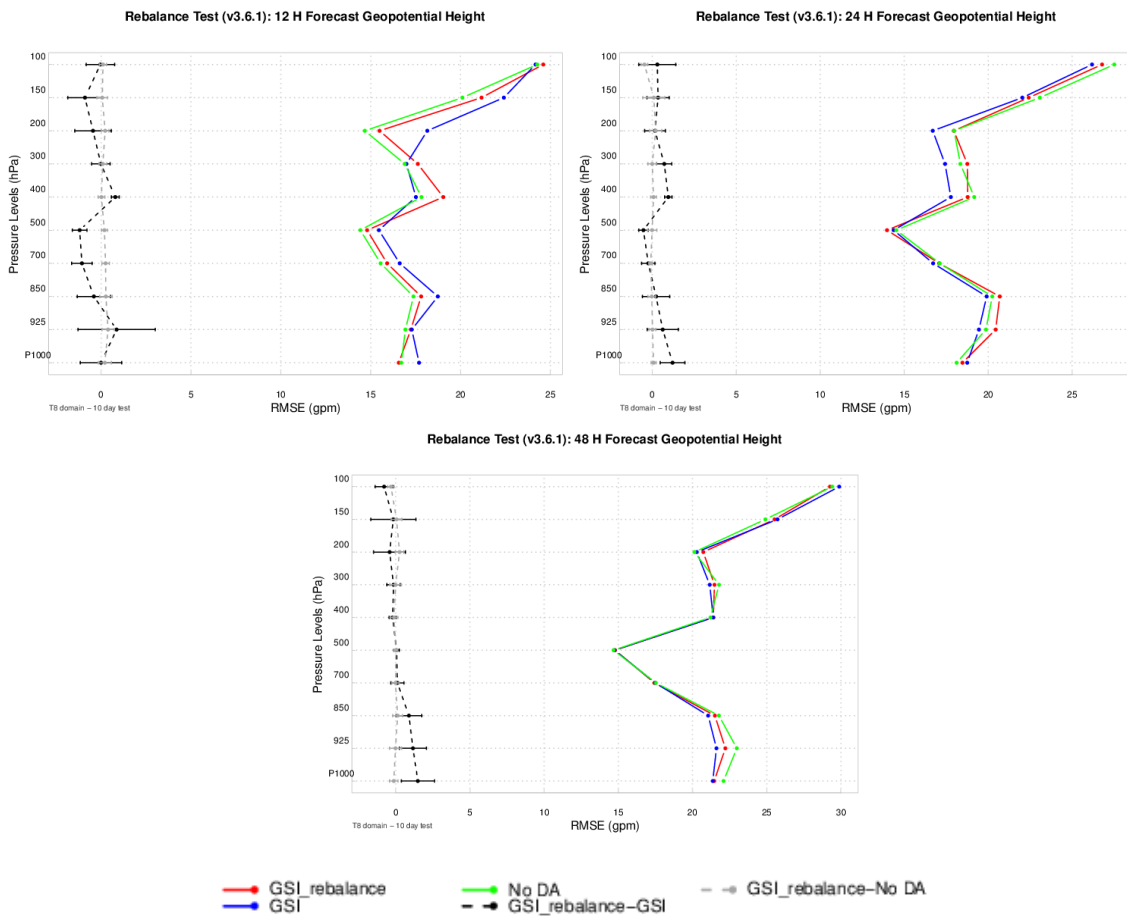 Rebalance Test (v3.6.1): 12 H Forecast Geopotential Height
Pressure Levels (hPa)
100
150
200
300
400
500
700
850
925
P1000
0 5 10 15 20 25
T8 domain – 10 day test
RMSE (gpm)
Rebalance Test (v3.6.1): 24 H Forecast Geopotential Height
Pressure Levels (hPa)
100
150
200
300
400
500
700
850
925
P1000
0 5 10 15 20 25
T8 domain – 10 day test
RMSE (gpm)
Rebalance Test (v3.6.1): 48 H Forecast Geopotential Height
Pressure Levels (hPa)
100
150
200
300
400
500
700
850
925
P1000
0 5 10 15 20 25 30
T8 domain – 10 day test
RMSE (gpm)
GSI_rebalance No DA GSI_rebalance–No DA
GSI GSI_rebalance–GSI